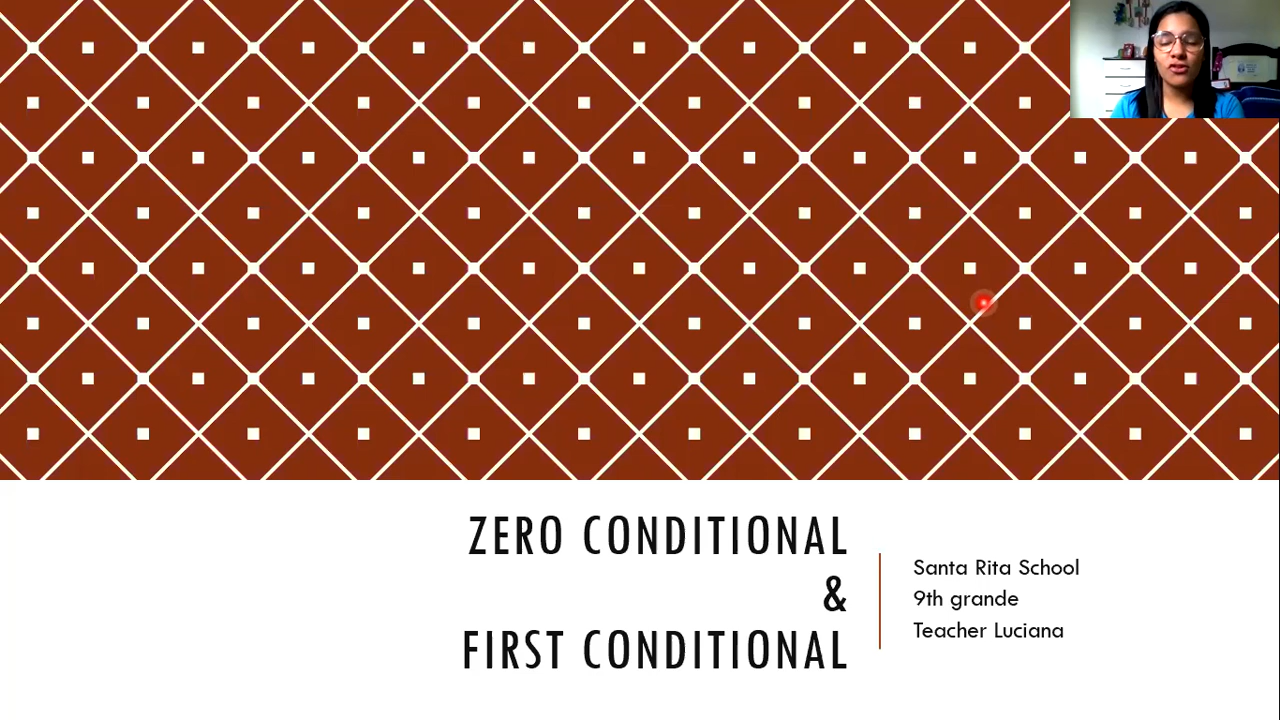 ZERO CONDITIONAL
&
FIRST CONDITIONAL
Santa Rita School
9th grande
Teacher Luciana